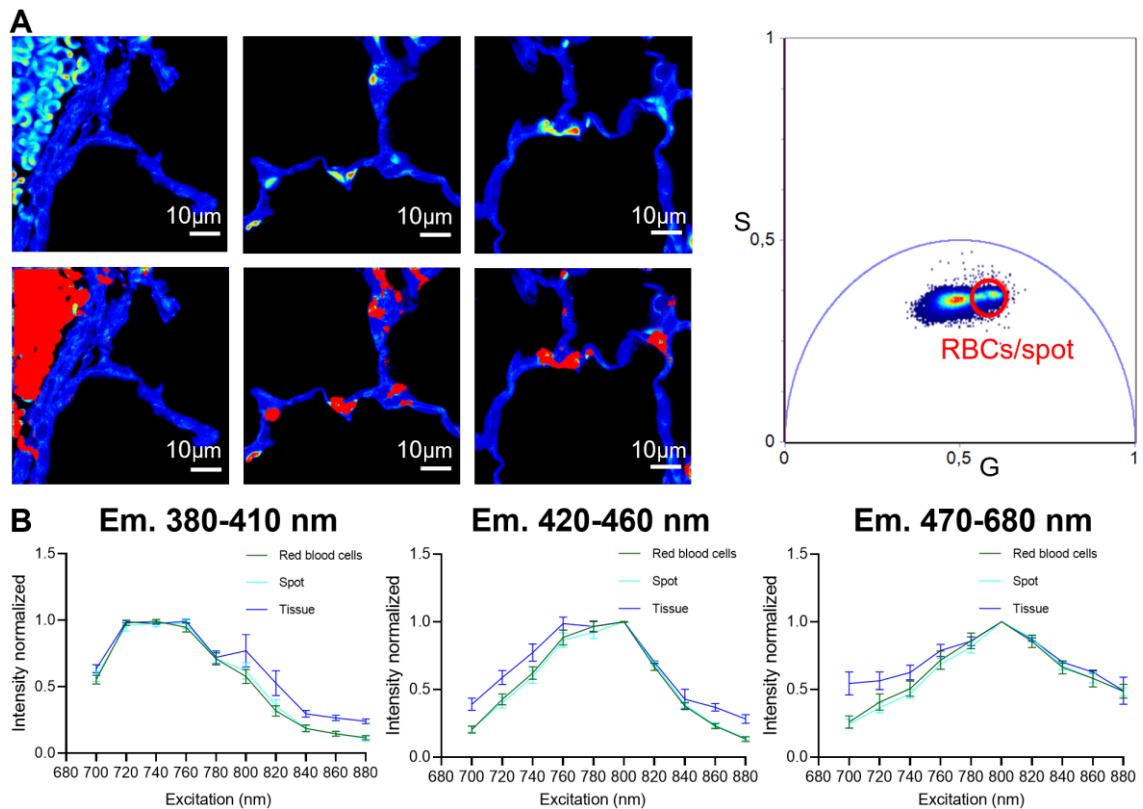 A
10µm
10µm
10µm
10µm
10µm
10µm
1
S
0,5
RBCs/spot
0
0
0,5
G
1
B
Em. 380-410 nm
Em. 420-460 nm
Em. 470-680 nm
Intensity normalized
1.5
1.0
0.5
0.0
Red blood cells
Spot
Tissue
680 700 720 740 760 780 800 820 840 860 880
Excitation (nm)
Intensity normalized
1.5
1.0
0.5
0.0
Red blood cells
Spot
Tissue
680 700 720 740 760 780 800 820 840 860 880
Excitation (nm)
Intensity normalized
1.5
1.0
0.5
0.0
Red blood cells
Spot
Tissue
680 700 720 740 760 780 800 820 840 860 880
Excitation (nm)